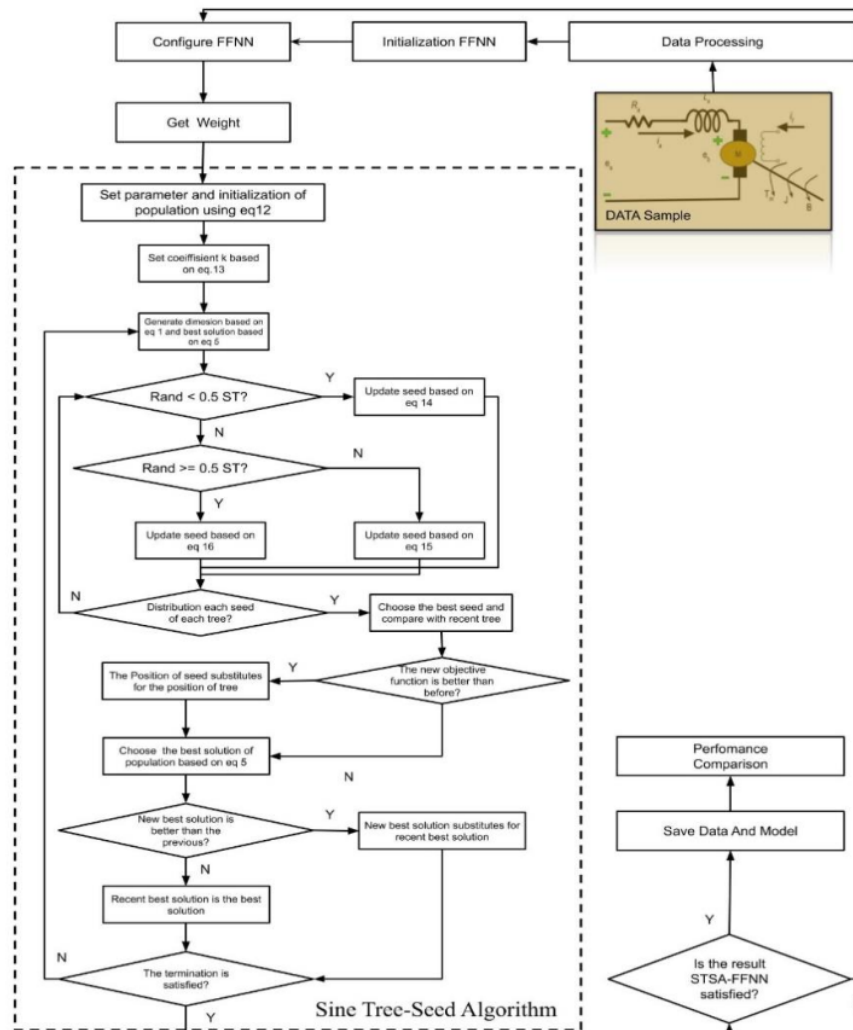 Configure FFNN
Initialization FFNN
Data Processing
Get Weight
R
+
+
M
-
-
T
J
B
DATA Sample
Set parameter and initialization of
population using eq12
Set coeiffisient k based
on eq.13
Generate dimesion based on
eq 1 and best solution based
on eq 5
Rand < 0.5 ST?
Y
Update seed based on
eq 14
N
Rand >= 0.5 ST?
N
Y
Update seed based on
eq 16
Update seed based on
eq 15
N
Distribution each seed
of each tree?
Y
Choose the best seed and
compare with recent tree
The new objective
function is better than
before?
Y
The Position of seed substitutes
for the position of tree
N
Choose the best solution of
population based on eq 5
New best solution is
better than the
previous?
Y
New best solution substitutes for
recent best solution
N
Recent best solution is the best
solution
N
The termination is
satisfied?
Y
Sine Tree-Seed Algorithm
Perfomance
Comparison
Save Data And Model
Y
Is the result
STSA-FFNN
satisfied?